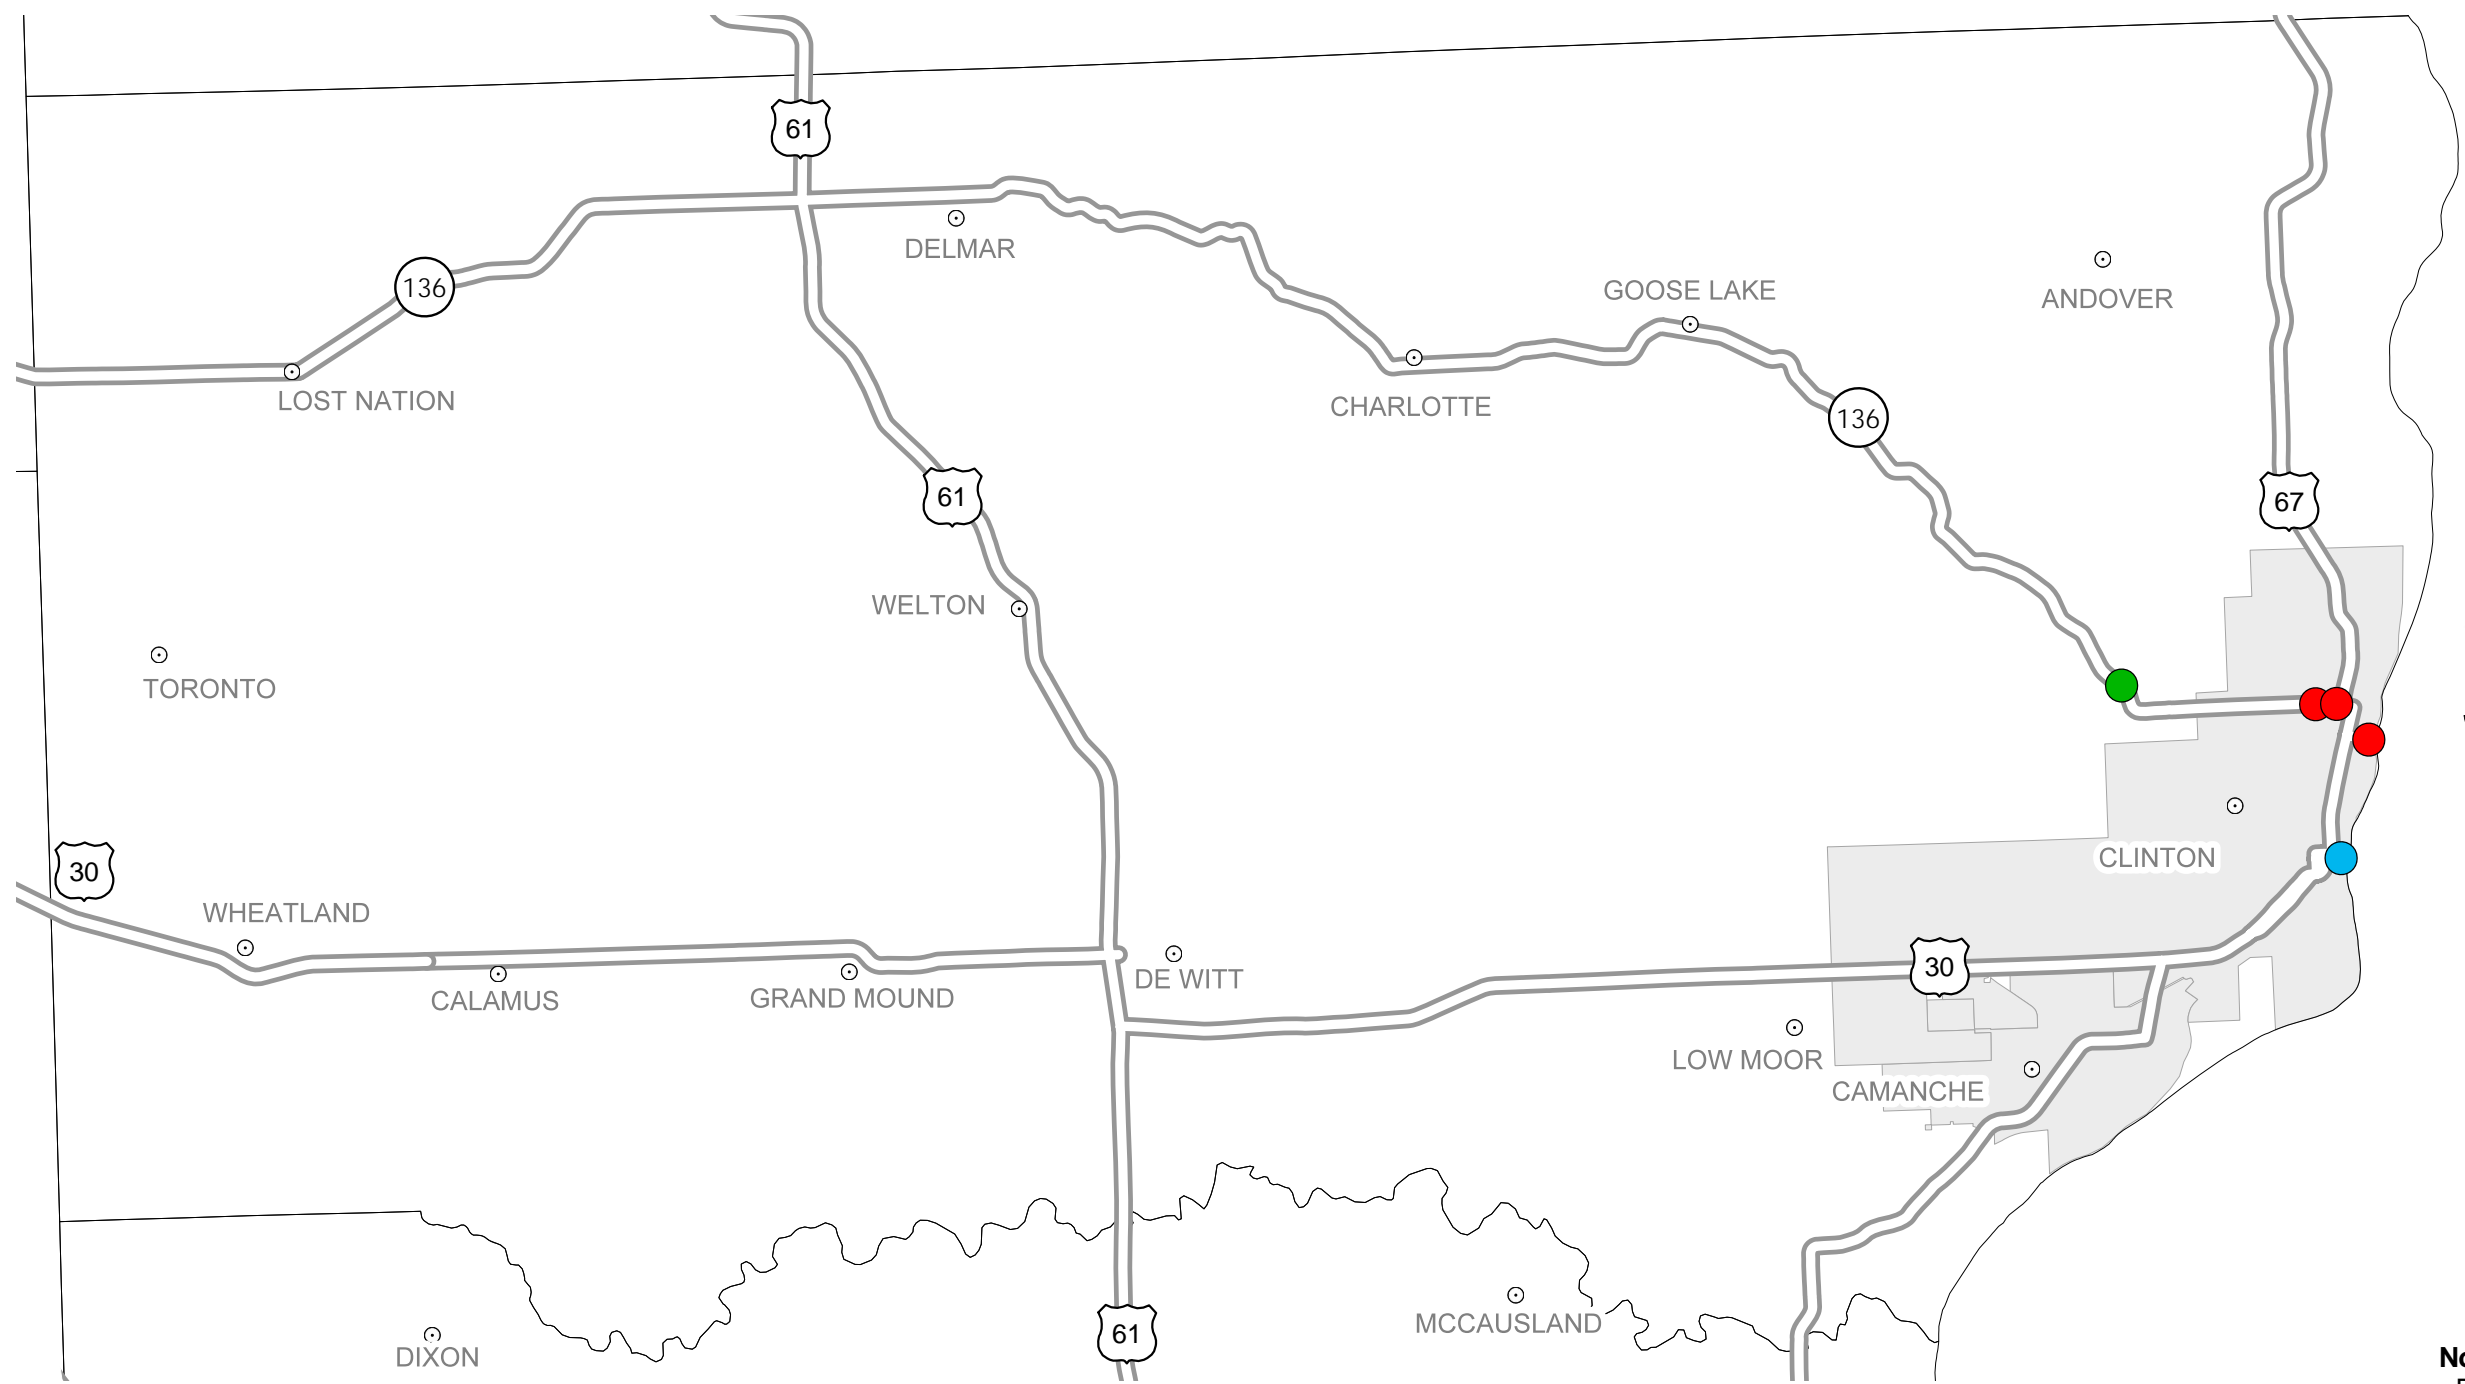 61
DELMAR
136
GOOSE LAKE
ANDOVER
LOST NATION
CHARLOTTE
136
61
67
WELTON
TORONTO
30
CLINTON
WHEATLAND
30
DE WITT
CALAMUS
GRAND MOUND
LOW MOOR
CAMANCHE
MCCAUSLAND
61
DIXON